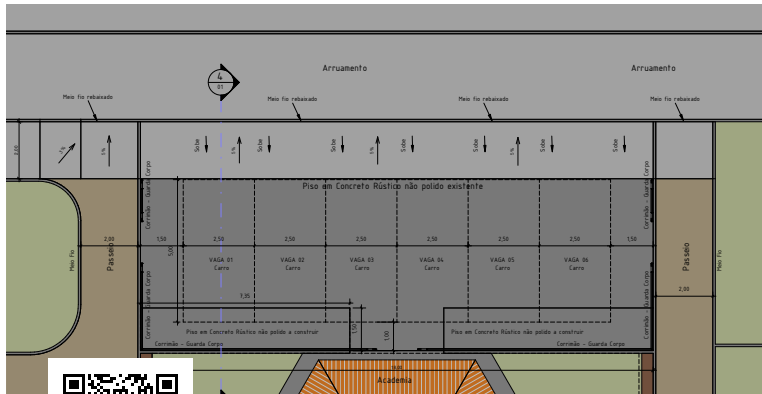 Arruamento
Arruamento
4
01
Meio fio rebaixado
Meio fio rebaixado
Meio fio rebaixado
Meio fio rebaixado
2,00
5%
Sobe
5%
Sobe
Sobe
5%
Sobe
Sobe
5%
Sobe
Sobe
Piso em Concreto Rústico não polido existente
Corrimão - Guarda Corpo
Corrimão - Guarda Corpo
2,00
1,50
2,50
2,50
2,50
2,50
2,50
2,50
1,50
5,00
Meio Fio
Passeio
VAGA 01
Carro
VAGA 02
Carro
VAGA 03
Carro
VAGA 04
Carro
VAGA 05
Carro
VAGA 06
Carro
Passeio
Meio Fio
2,00
7,35
Corrimão - Guarda Corpo
Corrimão - Guarda Corpo
Piso em Concreto Rústico não polido a construir
1,50
1,00
Piso em Concreto Rústico não polido a construir
Corrimão - Guarda Corpo
Corrimão - Guarda Corpo
Academia